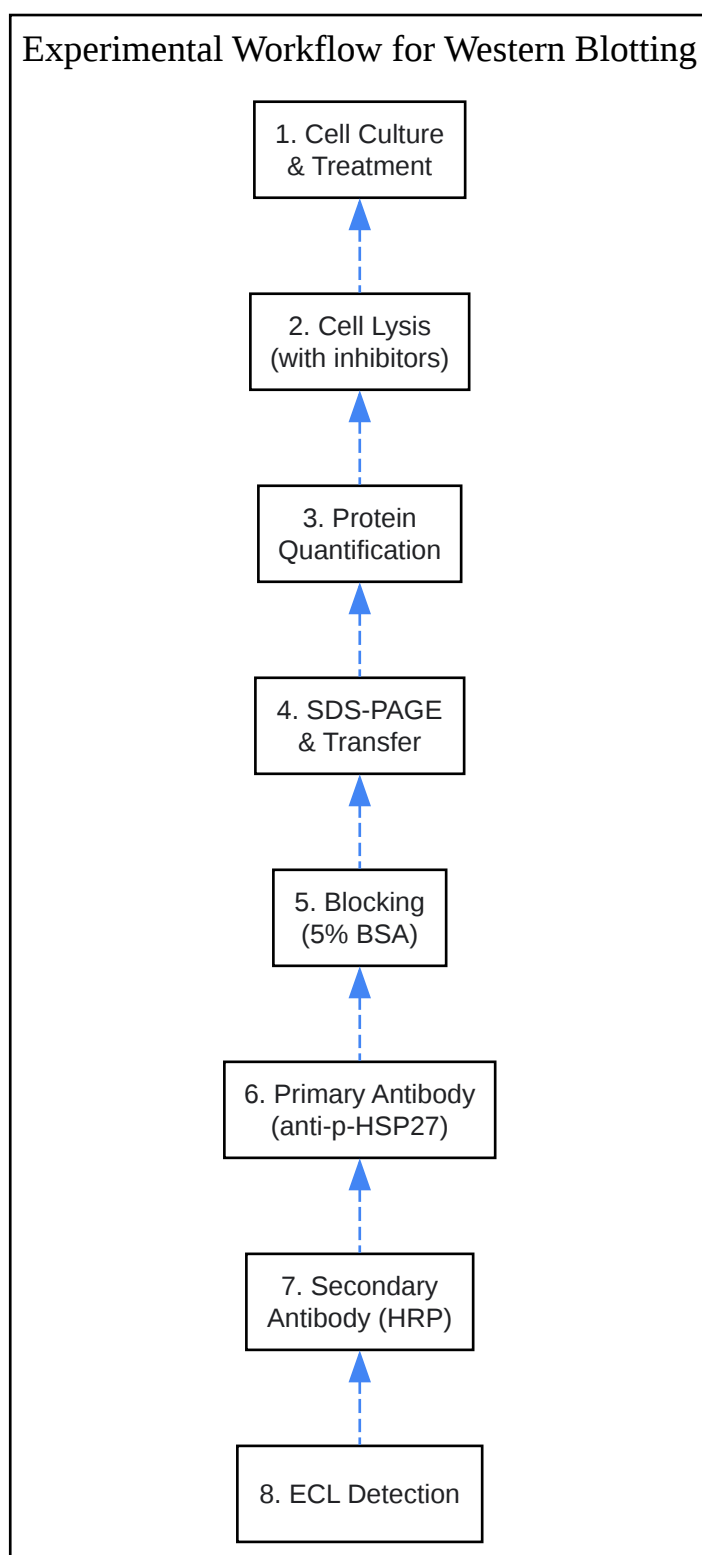 Experimental Workflow for Western Blotting
1. Cell Culture
& Treatment
2. Cell Lysis
(with inhibitors)
3. Protein
Quantification
4. SDS-PAGE
& Transfer
5. Blocking
(5% BSA)
6. Primary Antibody
(anti-p-HSP27)
7. Secondary
Antibody (HRP)
8. ECL Detection